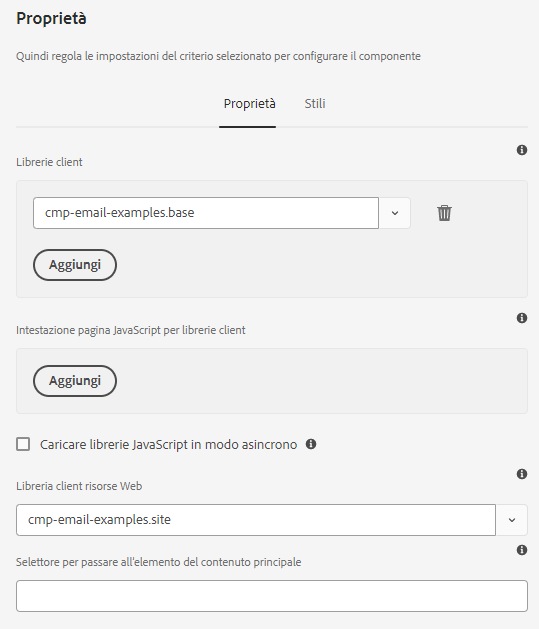 Proprietà
Quindi regola le impostazioni del criterio selezionato per configurare il componente
Proprietà Stili
Librerie client
cmp-email-examples.base
Aggiungi
Intestazione pagina JavaScript per librerie client
Aggiungi
Caricare librerie JavaScript in modo asincrono
Libreria client risorse Web
cmp-email-examples.site
Selettore per passare all'elemento del contenuto principale